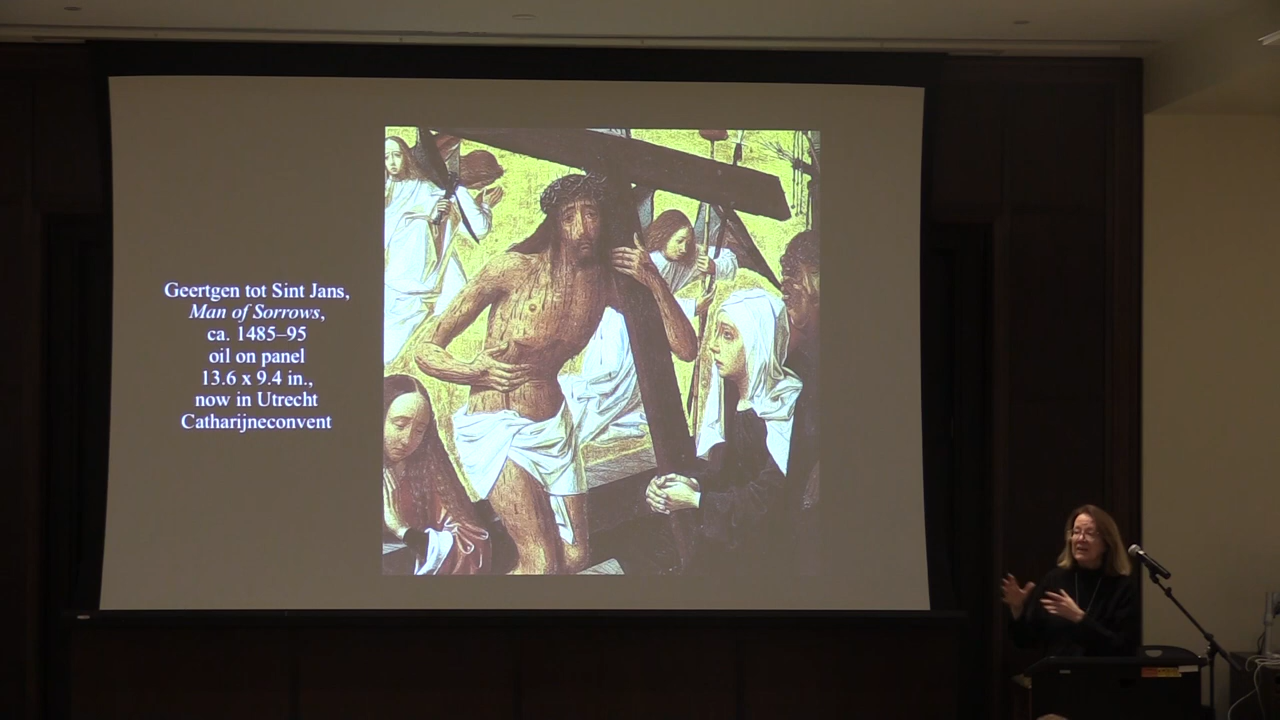 Geertgen tot Sint Jans,
Man of Sorrows,
ca. 1485–95
oil on panel
13.6 x 9.4 in.,
now in Utrecht
Catharijneconvent